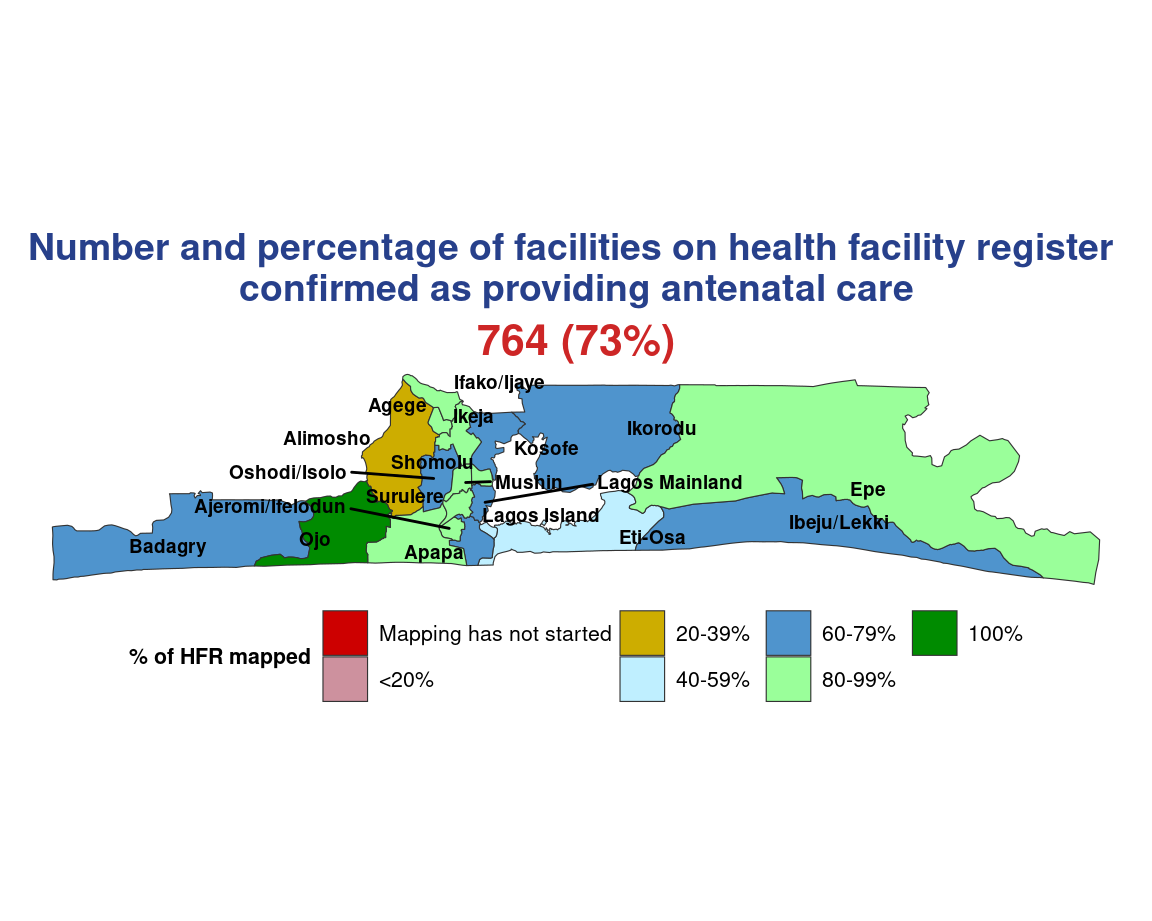 Number and percentage of facilities on health facility register
confirmed as providing antenatal care
764 (73%)
Ifako/Ijaye
Agege
Ikeja
Ikorodu
Alimosho
Kosofe
Shomolu
Oshodi/Isolo
Mushin
Lagos Mainland
Epe
Surulere
Ajeromi/Ifelodun
Lagos Island
Ibeju/Lekki
Eti-Osa
Ojo
Badagry
Apapa
% of HFR mapped
Mapping has not started
20-39%
60-79%
100%
<20%
40-59%
80-99%